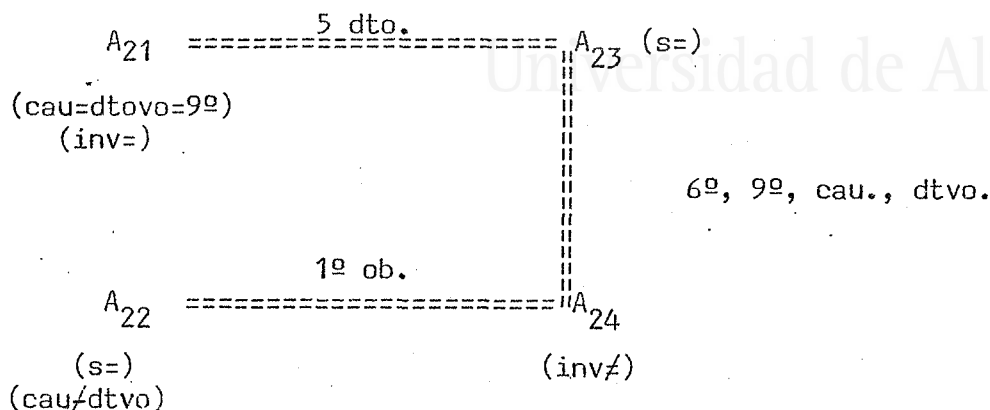 5 dto.
A21 ===================== A23 (s=)
Universidad de Al
(cau=dtovo=9º)
(inv=)
6º, 9º, cau., dtvo.
1º ob.
A22 ===================== A24
(s=) (inv≠)
(cau≠dtvo)